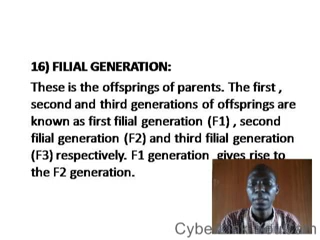 16) FILIAL GENERATION:
These is the offsprings of parents. The first ,
second and third generations of offsprings are
known as first filial generation (F1) , second
filial generation (F2) and third filial generation
(F3) respectively. F1 generation gives rise to
the F2 generation.